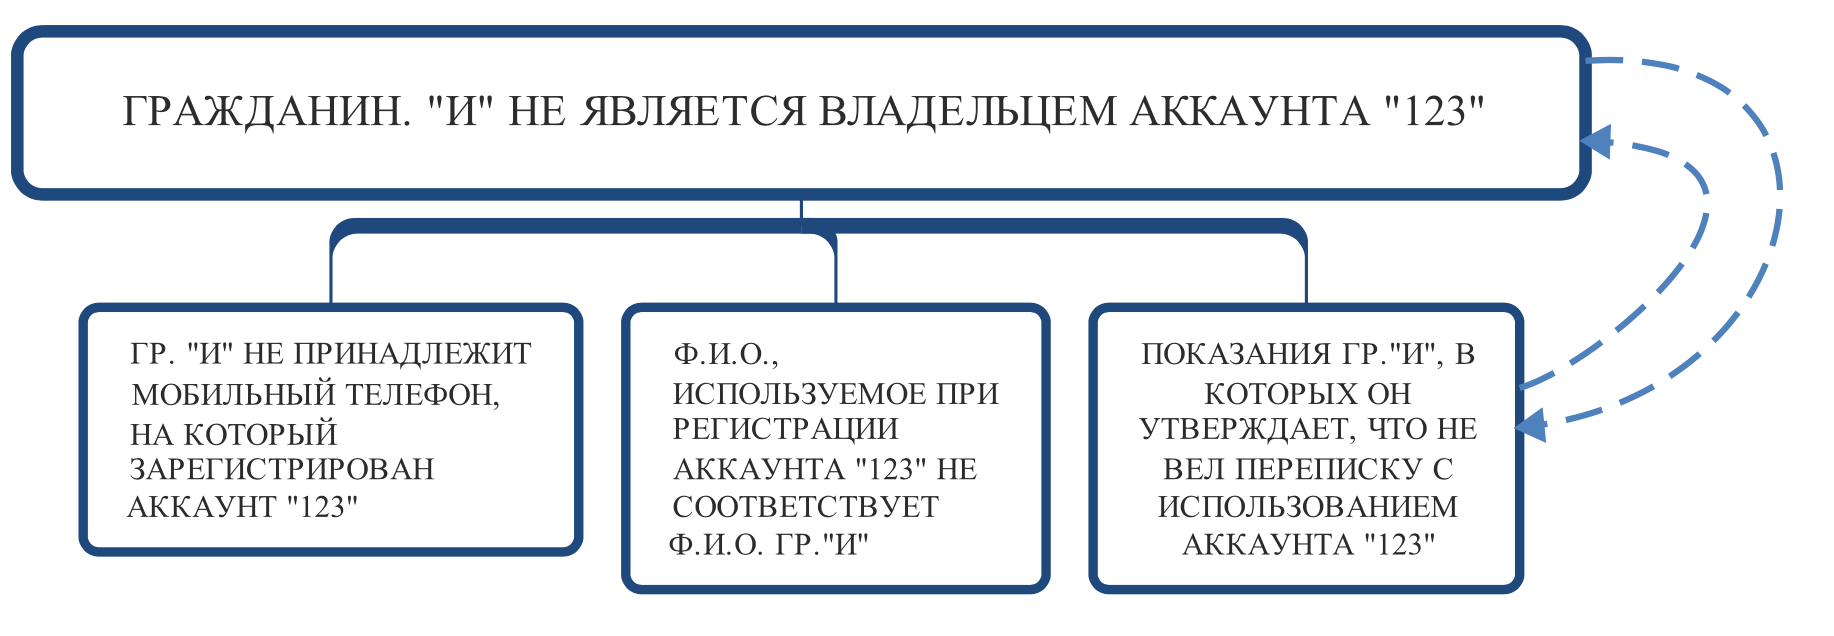 ГРАЖДАНИН. "И" НЕ ЯВЛЯЕТСЯ ВЛАДЕЛЬЦЕМ АККАУНТА "123"
ГР. "И" НЕ ПРИНАДЛЕЖИТ
МОБИЛЬНЫЙ ТЕЛЕФОН,
НА КОТОРЫЙ
ЗАРЕГИСТРИРОВАН
АККАУНТ "123"
Ф.И.О.,
ИСПОЛЬЗУЕМОЕ ПРИ
РЕГИСТРАЦИИ
АККАУНТА "123" НЕ
СООТВЕТСТВУЕТ
Ф.И.О. ГР."И"
ПОКАЗАНИЯ ГР."И", В
КОТОРЫХ ОН
УТВЕРЖДАЕТ, ЧТО НЕ
ВЕЛ ПЕРЕПИСКУ С
ИСПОЛЬЗОВАНИЕМ
АККАУНТА "123"